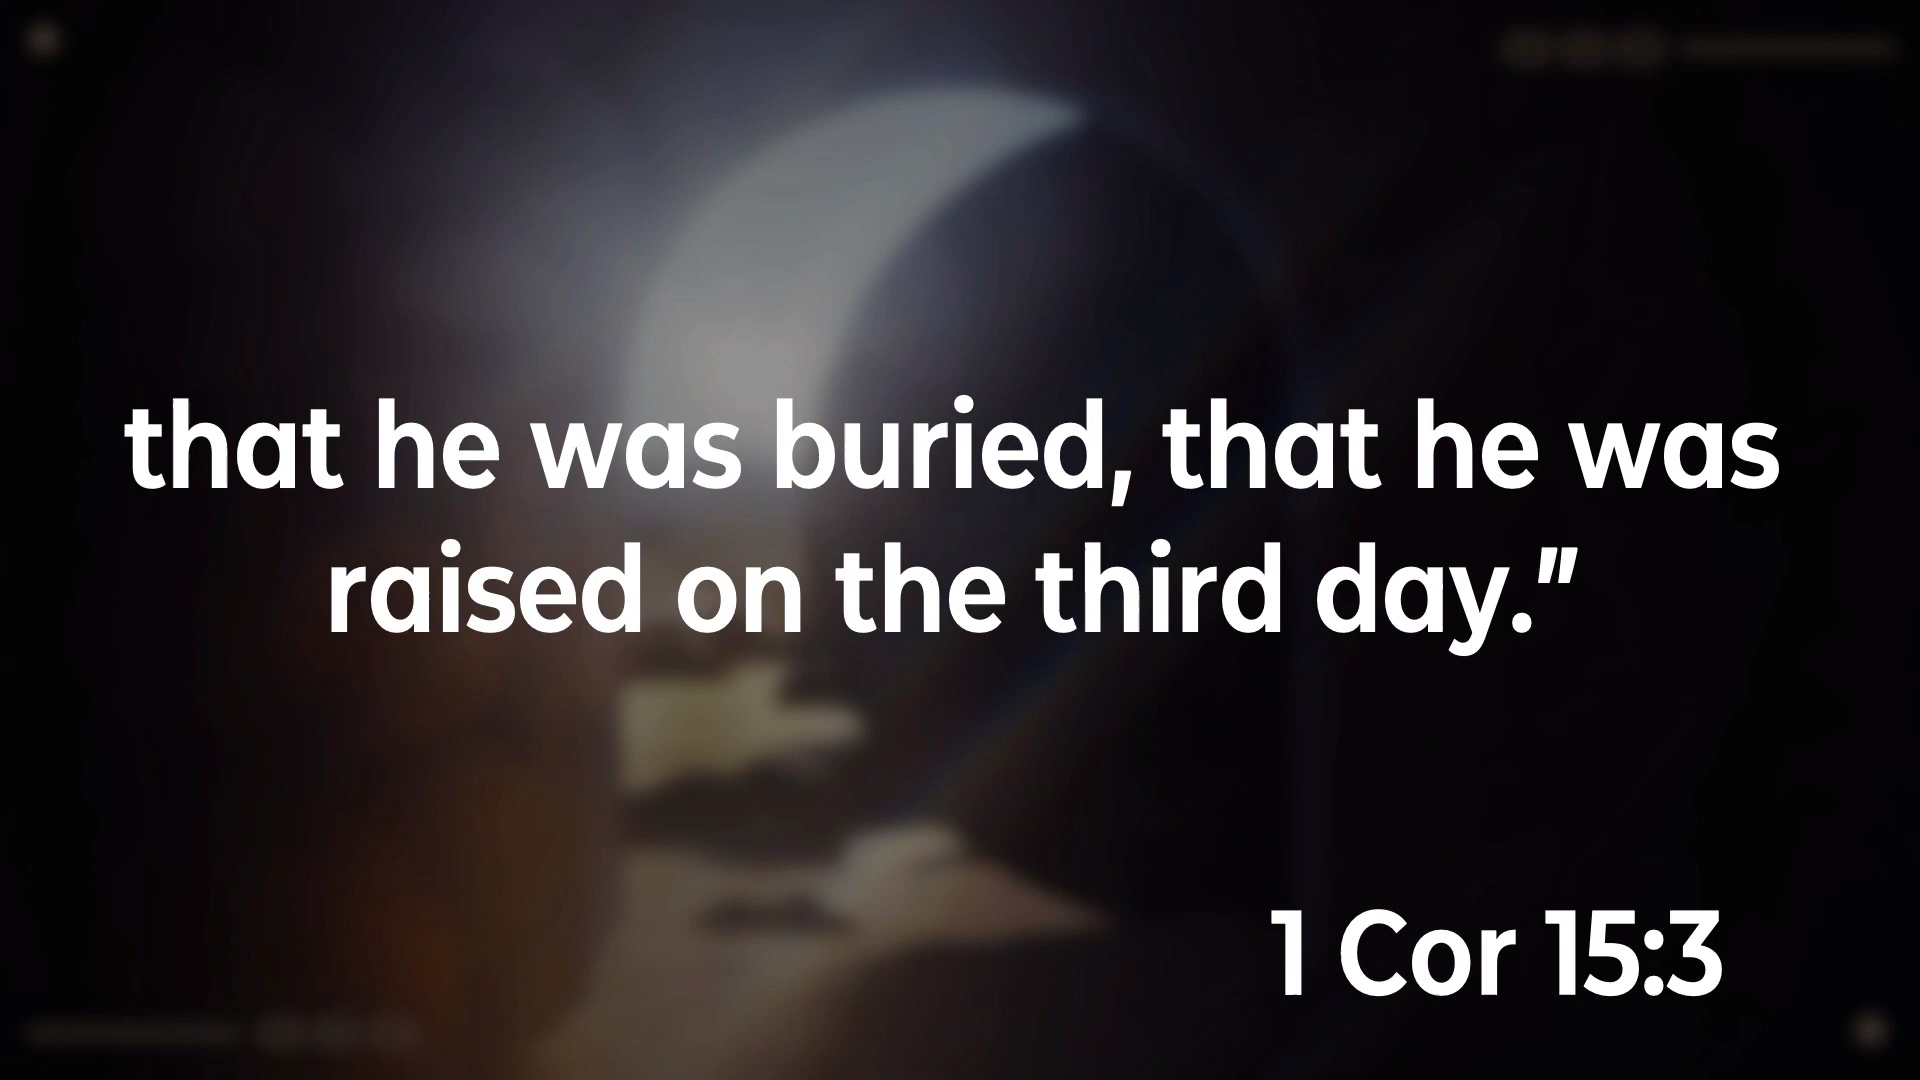 that he was buried, that he was
raised on the third day.”
1 Cor 15:3